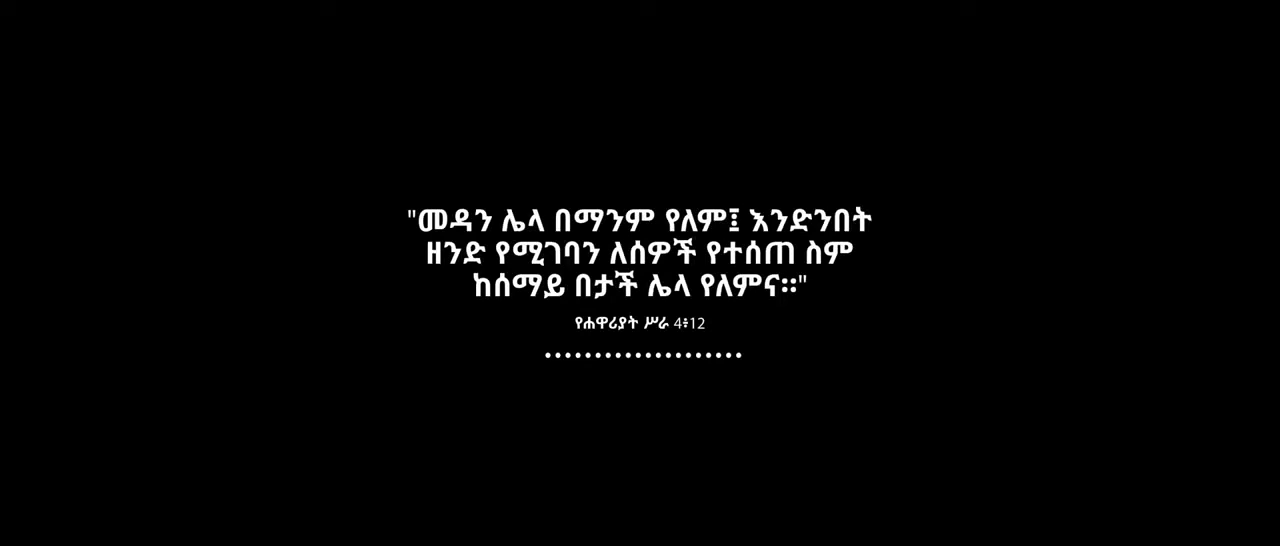 "መዳን ሌላ በማንም የለም፤ እንድንበት
ዘንድ የሚገባን ለሰዎች የተሰጠ ስም
ከሰማይ በታች ሌላ የለምና።"
የሐዋሪያት ሥራ 4፥12